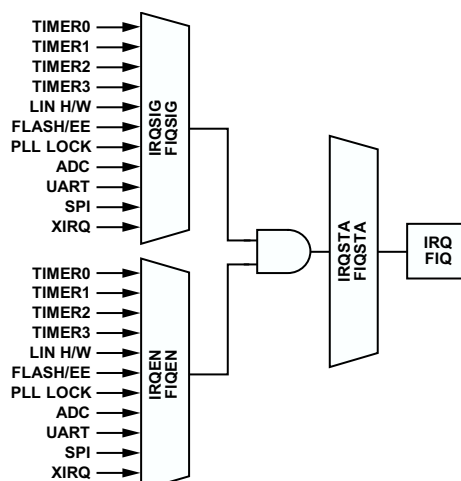 TIMER0
TIMER1
TIMER2
TIMER3
LIN H/W
FLASH/EE
PLL LOCK
ADC
UART
SPI
XIRQ
IRQSIG
FIQSIG
TIMER0
TIMER1
TIMER2
TIMER3
LIN H/W
FLASH/EE
PLL LOCK
ADC
UART
SPI
XIRQ
IRQEN
FIQEN
IRQSTA
FIQSTA
IRQ
FIQ